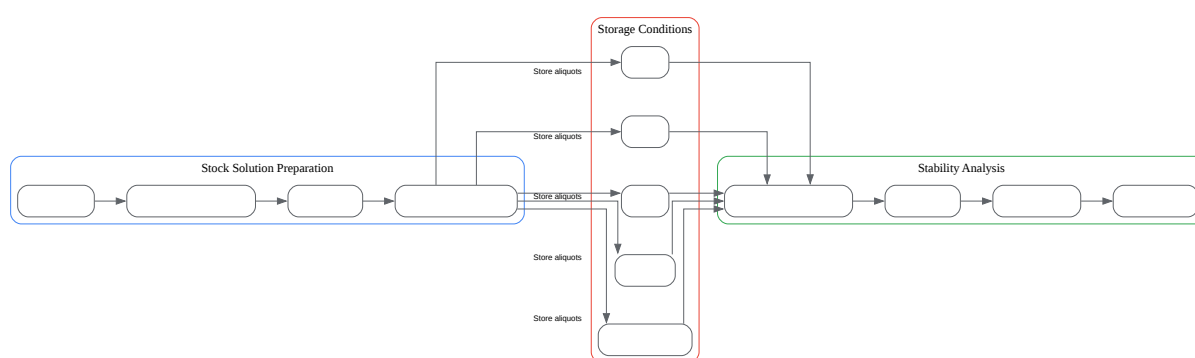 Storage Conditions
Store aliquots
Store aliquots
Stock Solution Preparation
Stability Analysis
Store aliquots
Store aliquots
Store aliquots